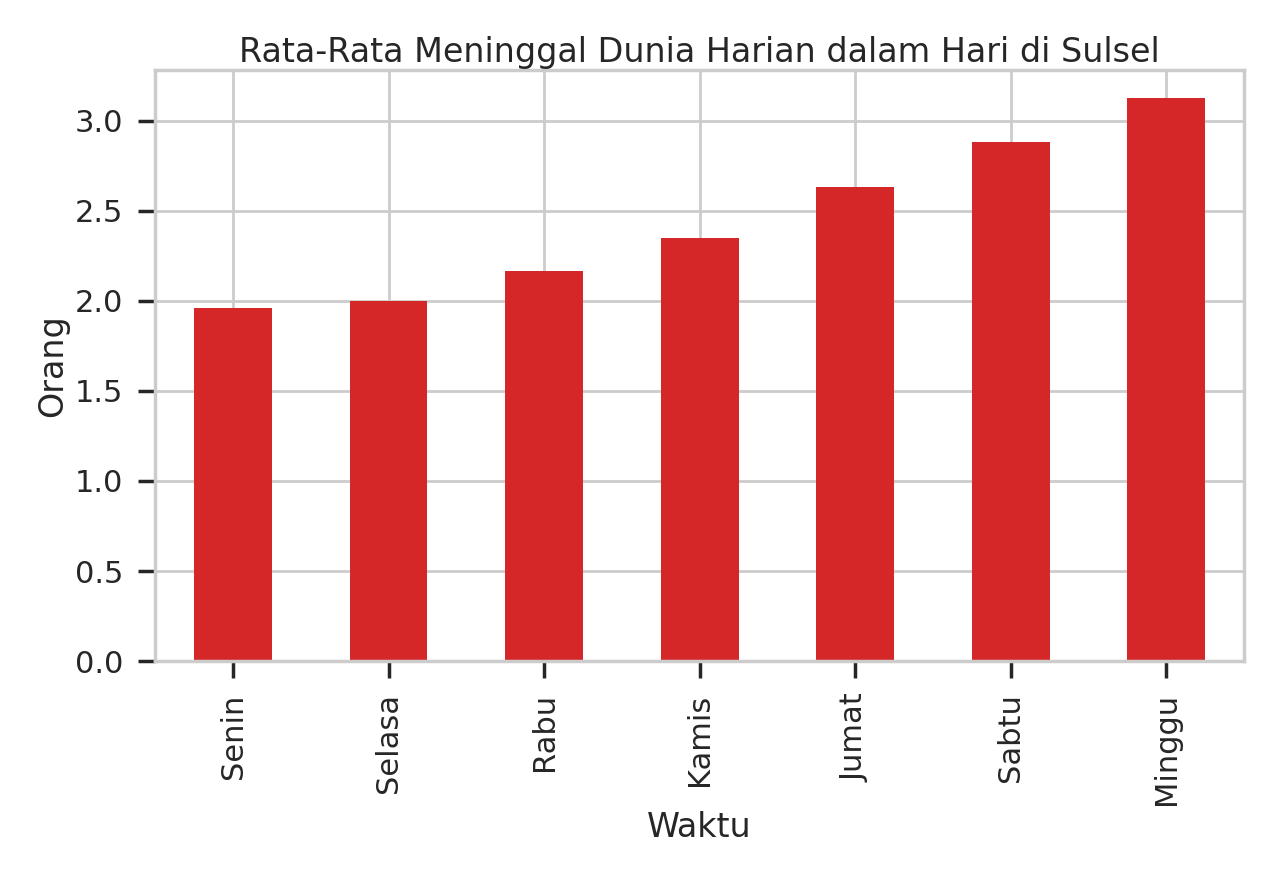 Rata-Rata Meninggal Dunia Harian dalam Hari di Sulsel
Orang
3.0
2.5
2.0
1.5
1.0
0.5
0.0
Senin
Selasa
Rabu
Kamis
Jumat
Sabtu
Minggu
Waktu